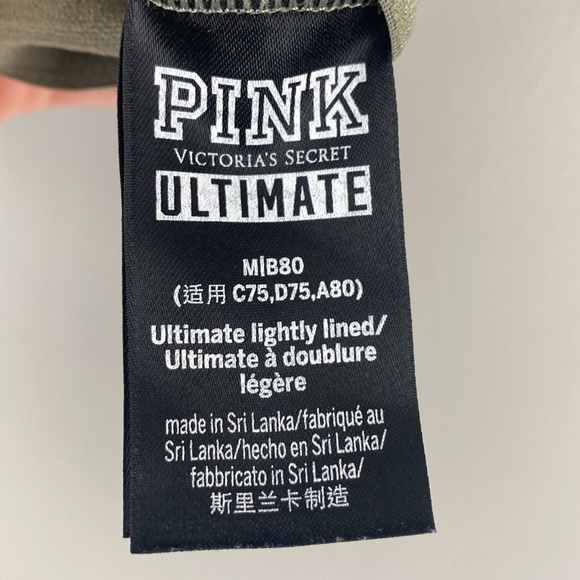 PINK
VICTORIA'S SECRET
ULTIMATE
M|B80
(适用 C75,D75,A80)
Ultimate lightly lined/
Ultimate à doublure
légère
made in Sri Lanka/fabriqué au
Sri Lanka/hecho en Sri Lanka/
fabbricato in Sri Lanka/
斯里兰卡制造